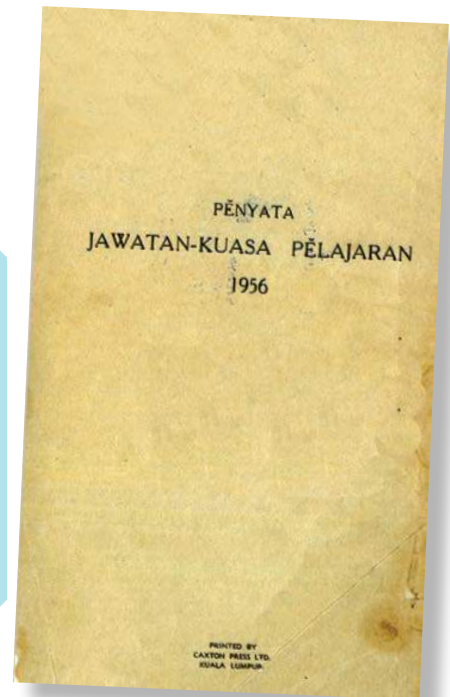 PĔNYATA
JAWATAN-KUASA PĔLAJARAN
1956
PRINTED BY
CAXTON PRESS LTD.
KUALA LUMPUR.